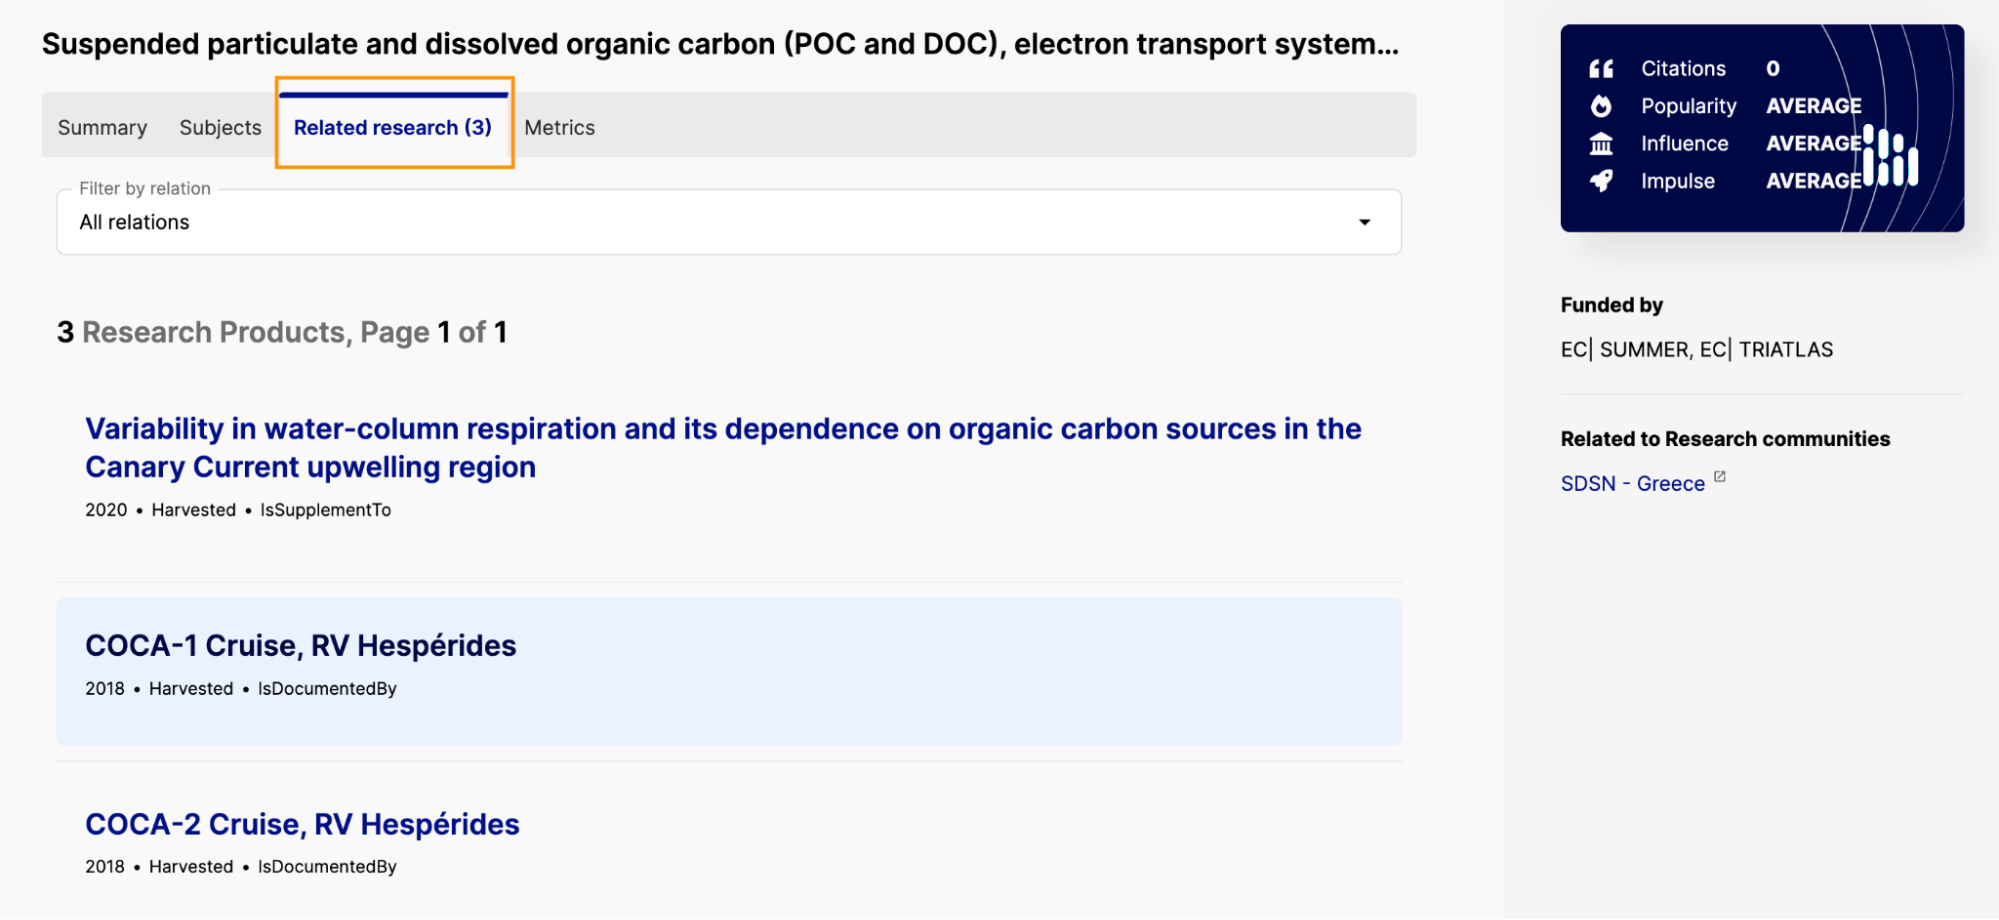 Suspended particulate and dissolved organic carbon (POC and DOC), electron transport system...
Summary Subjects Related research (3) Metrics
Filter by relation
All relations
3 Research Products, Page 1 of 1
Variability in water-column respiration and its dependence on organic carbon sources in the
Canary Current upwelling region
2020 • Harvested • IsSupplementTo
COCA-1 Cruise, RV Hespérides
2018 • Harvested • IsDocumentedBy
COCA-2 Cruise, RV Hespérides
2018 • Harvested • IsDocumentedBy
Citations 0
Popularity AVERAGE
Influence AVERAGE
Impulse AVERAGE
Funded by
EC| SUMMER, EC| TRIATLAS
Related to Research communities
SDSN - Greece